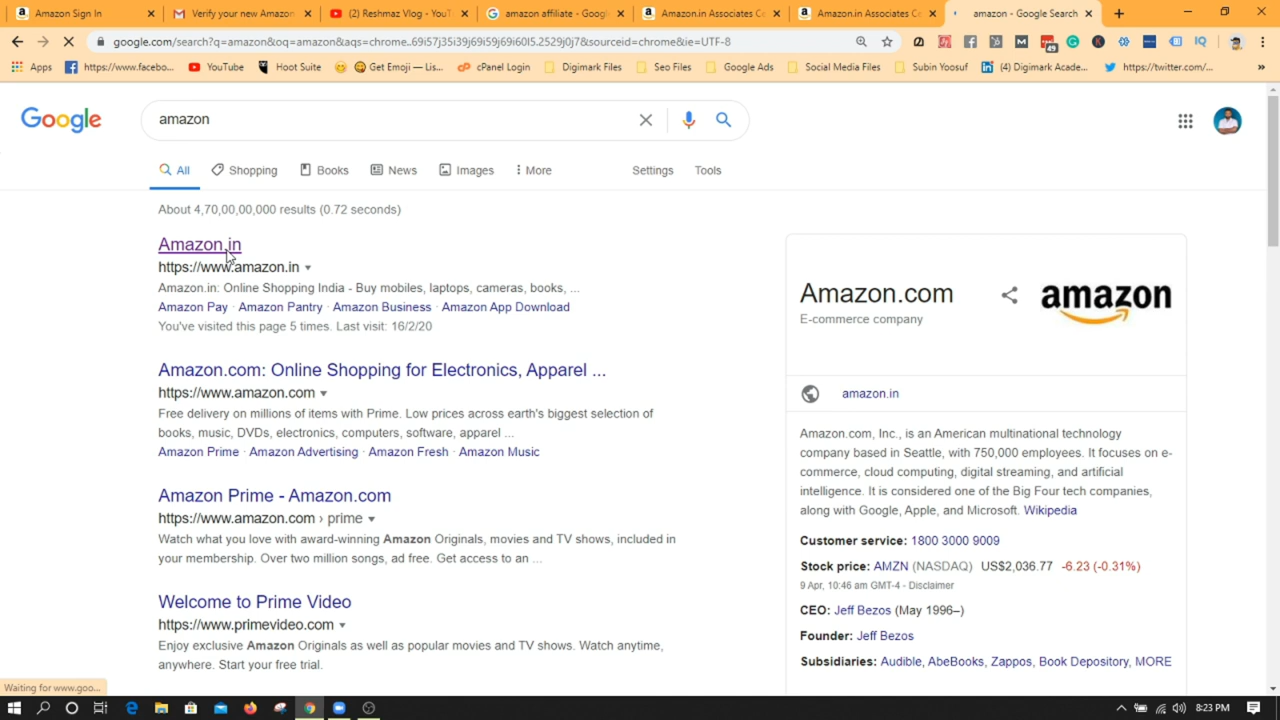 Amazon Sign In
Verify your new Amazon
(2) Reshmaz Vlog - YouT
amazon affiliate - Googl
Amazon.in Associates Ce
Amazon.in Associates Ce
amazon - Google Search
google.com/search?q=amazon&oq=amazon&aqs=chrome..69i57j35i39j69i59j69i60l5.2529j0j7&sourceid=chrome&ie=UTF-8
49
IQ
Apps
https://www.facebo...
YouTube
Hoot Suite
Get Emoji — Lis...
cPanel Login
Digimark Files
Seo Files
Google Ads
Social Media Files
Subin Yoosuf
(4) Digimark Acade...
https://twitter.com/...
»
Google
amazon
All
Shopping
Books
News
Images
More
Settings
Tools
About 4,70,00,00,000 results (0.72 seconds)
Amazon.in
https://www.amazon.in
Amazon.in: Online Shopping India - Buy mobiles, laptops, cameras, books, ...
Amazon Pay · Amazon Pantry · Amazon Business · Amazon App Download
You've visited this page 5 times. Last visit: 16/2/20
Amazon.com: Online Shopping for Electronics, Apparel ...
https://www.amazon.com
Free delivery on millions of items with Prime. Low prices across earth's biggest selection of
books, music, DVDs, electronics, computers, software, apparel ...
Amazon Prime · Amazon Advertising · Amazon Fresh · Amazon Music
Amazon Prime - Amazon.com
https://www.amazon.com › prime
Watch what you love with award-winning Amazon Originals, movies and TV shows, included in
your membership. Over two million songs, ad free. Get access to an ...
Welcome to Prime Video
https://www.primevideo.com
Enjoy exclusive Amazon Originals as well as popular movies and TV shows. Watch anytime,
anywhere. Start your free trial.
Amazon.com
E-commerce company
amazon
amazon.in
Amazon.com, Inc., is an American multinational technology
company based in Seattle, with 750,000 employees. It focuses on e-
commerce, cloud computing, digital streaming, and artificial
intelligence. It is considered one of the Big Four tech companies,
along with Google, Apple, and Microsoft. Wikipedia
Customer service: 1800 3000 9009
Stock price: AMZN (NASDAQ) US$2,036.77 -6.23 (-0.31%)
9 Apr, 10:46 am GMT-4 - Disclaimer
CEO: Jeff Bezos (May 1996–)
Founder: Jeff Bezos
Subsidiaries: Audible, AbeBooks, Zappos, Book Depository, MORE
Waiting for www.goo...
8:23 PM